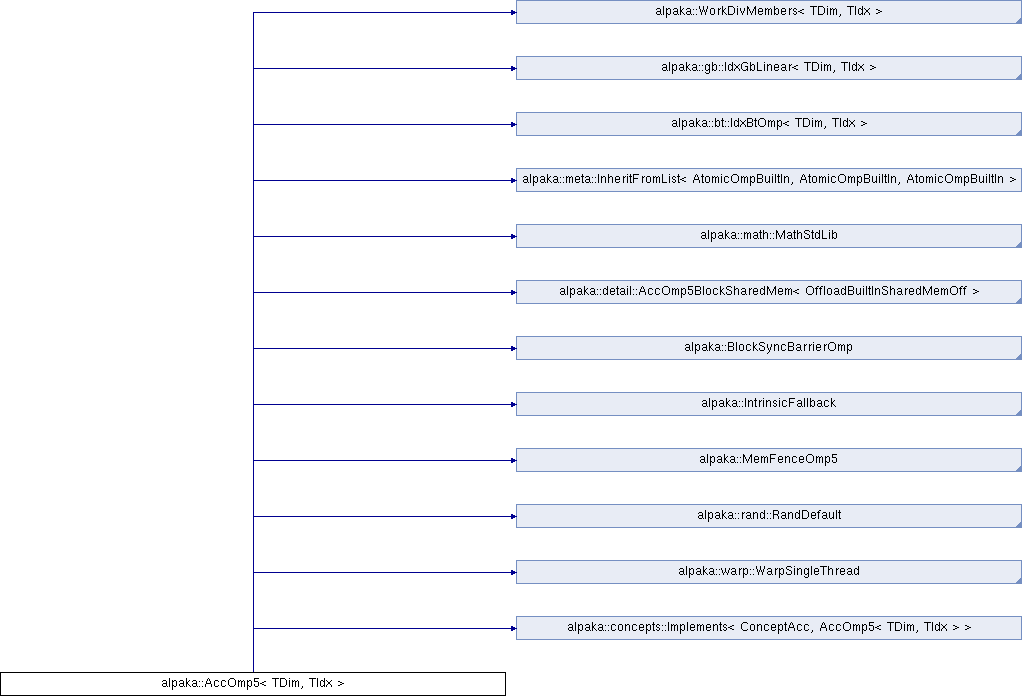 alpaka::WorkDivMembers< TDim, TIdx >
alpaka::gb::IdxGbLinear< TDim, TIdx >
alpaka::bt::IdxBtOmp< TDim, TIdx >
alpaka::meta::InheritFromList< AtomicOmpBuiltIn, AtomicOmpBuiltIn, AtomicOmpBuiltIn >
alpaka::math::MathStdLib
alpaka::detail::AccOmp5BlockSharedMem< OffloadBuiltInSharedMemOff >
alpaka::BlockSyncBarrierOmp
alpaka::IntrinsicFallback
alpaka::MemFenceOmp5
alpaka::rand::RandDefault
alpaka::warp::WarpSingleThread
alpaka::concepts::Implements< ConceptAcc, AccOmp5< TDim, TIdx > >
alpaka::AccOmp5< TDim, TIdx >